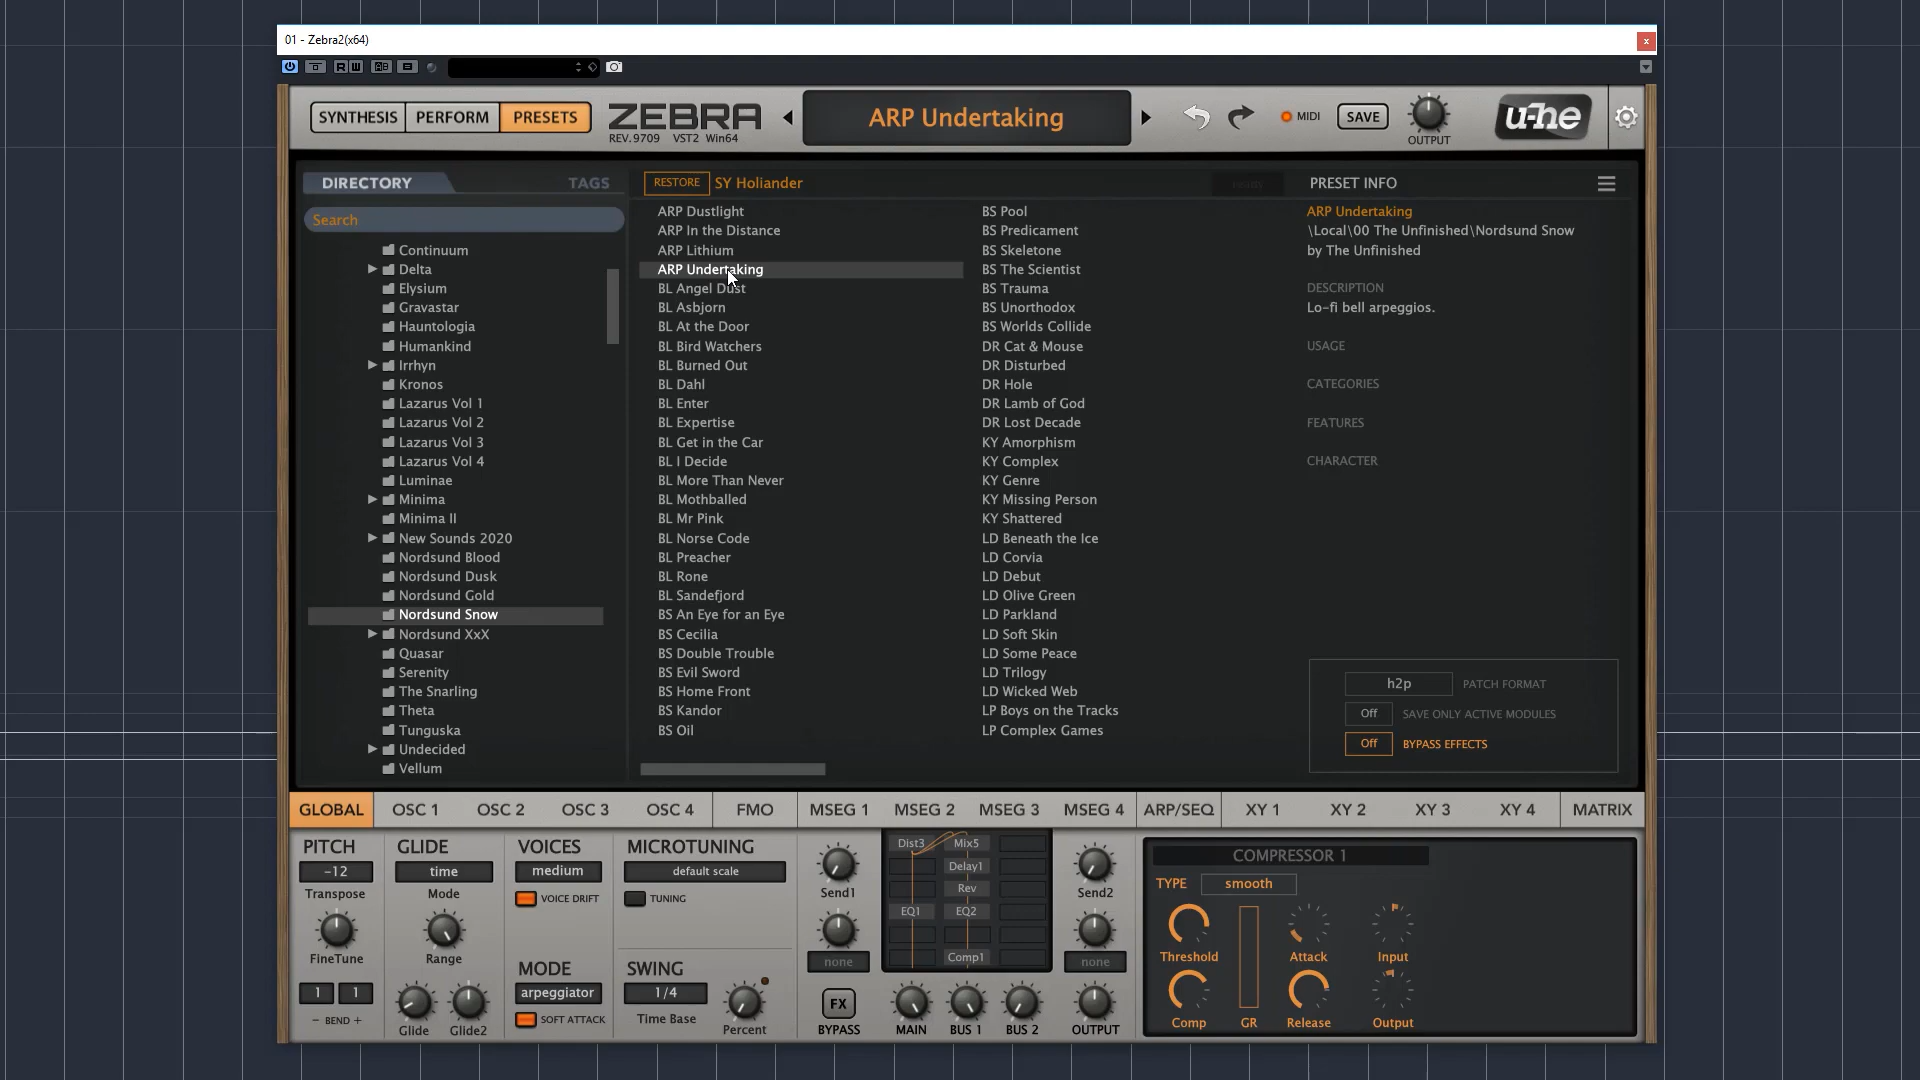 01 - Zebra2(x64)
SYNTHESIS PERFORM PRESETS
ZEBRA
REV.9709 VST2 Win64
ARP Undertaking
MIDI
SAVE
OUTPUT
u-he
DIRECTORY
TAGS
Search
Continuum
Delta
Elysium
Gravastar
Hauntologia
Humankind
Irrhyn
Kronos
Lazarus Vol 1
Lazarus Vol 2
Lazarus Vol 3
Lazarus Vol 4
Luminae
Minima
Minima II
New Sounds 2020
Nordsund Blood
Nordsund Dusk
Nordsund Gold
Nordsund Snow
Nordsund XxX
Quasar
Serenity
The Snarling
Theta
Tunguska
Undecided
Vellum
RESTORE SY Holiander
ARP Dustlight
ARP In the Distance
ARP Lithium
ARP Undertaking
BL Angel Dust
BL Asbjorn
BL At the Door
BL Bird Watchers
BL Burned Out
BL Dahl
BL Enter
BL Expertise
BL Get in the Car
BL I Decide
BL More Than Never
BL Mothballed
BL Mr Pink
BL Norse Code
BL Preacher
BL Rone
BL Sandefjord
BS An Eye for an Eye
BS Cecilia
BS Double Trouble
BS Evil Sword
BS Home Front
BS Kandor
BS Oil
BS Pool
BS Predicament
BS Skeletone
BS The Scientist
BS Trauma
BS Unorthodox
BS Worlds Collide
DR Cat & Mouse
DR Disturbed
DR Hole
DR Lamb of God
DR Lost Decade
KY Amorphism
KY Complex
KY Genre
KY Missing Person
KY Shattered
LD Beneath the Ice
LD Corvia
LD Debut
LD Olive Green
LD Parkland
LD Soft Skin
LD Some Peace
LD Trilogy
LD Wicked Web
LP Boys on the Tracks
LP Complex Games
PRESET INFO
ARP Undertaking
\Local\00 The Unfinished\Nordsund Snow
by The Unfinished
DESCRIPTION
Lo-fi bell arpeggios.
USAGE
CATEGORIES
FEATURES
CHARACTER
h2p PATCH FORMAT
Off SAVE ONLY ACTIVE MODULES
Off BYPASS EFFECTS
GLOBAL OSC 1 OSC 2 OSC 3 OSC 4 FMO MSEG 1 MSEG 2 MSEG 3 MSEG 4 ARP/SEQ XY 1 XY 2 XY 3 XY 4 MATRIX
PITCH
-12
Transpose
FineTune
1 1
- BEND +
GLIDE
time
Mode
Range
Glide Glide2
VOICES
medium
VOICE DRIFT
MODE
arpeggiator
SOFT ATTACK
MICROTUNING
default scale
TUNING
SWING
1/4
Time Base
Percent
Send1
none
FX
BYPASS
Dist3 Mix5
Delay1
Rev
EQ1 EQ2
Comp1
MAIN BUS 1 BUS 2
Send2
none
OUTPUT
COMPRESSOR 1
TYPE smooth
Threshold Attack Input
Comp GR Release Output